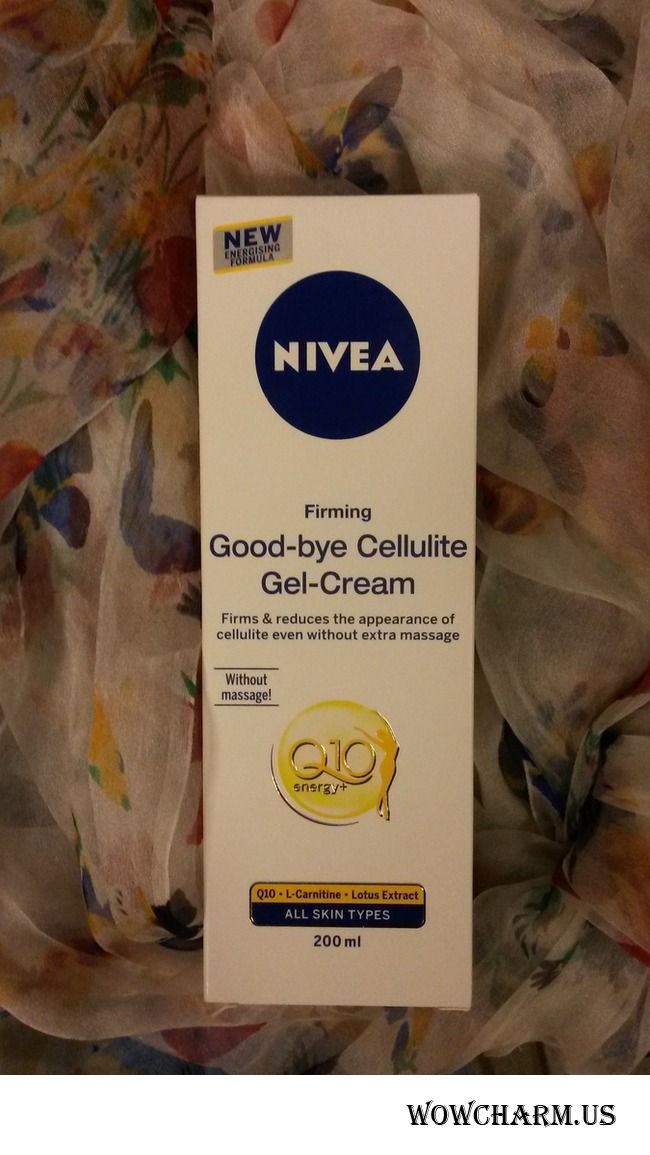 NEW
ENERGISING
FORMULA
NIVEA
Firming
Good-bye Cellulite
Gel-Cream
Firms & reduces the appearance of
cellulite even without extra massage
Without
massage!
Q10
energy+
Q10 • L-Carnitine • Lotus Extract
ALL SKIN TYPES
200 ml
WOWCHARM.US